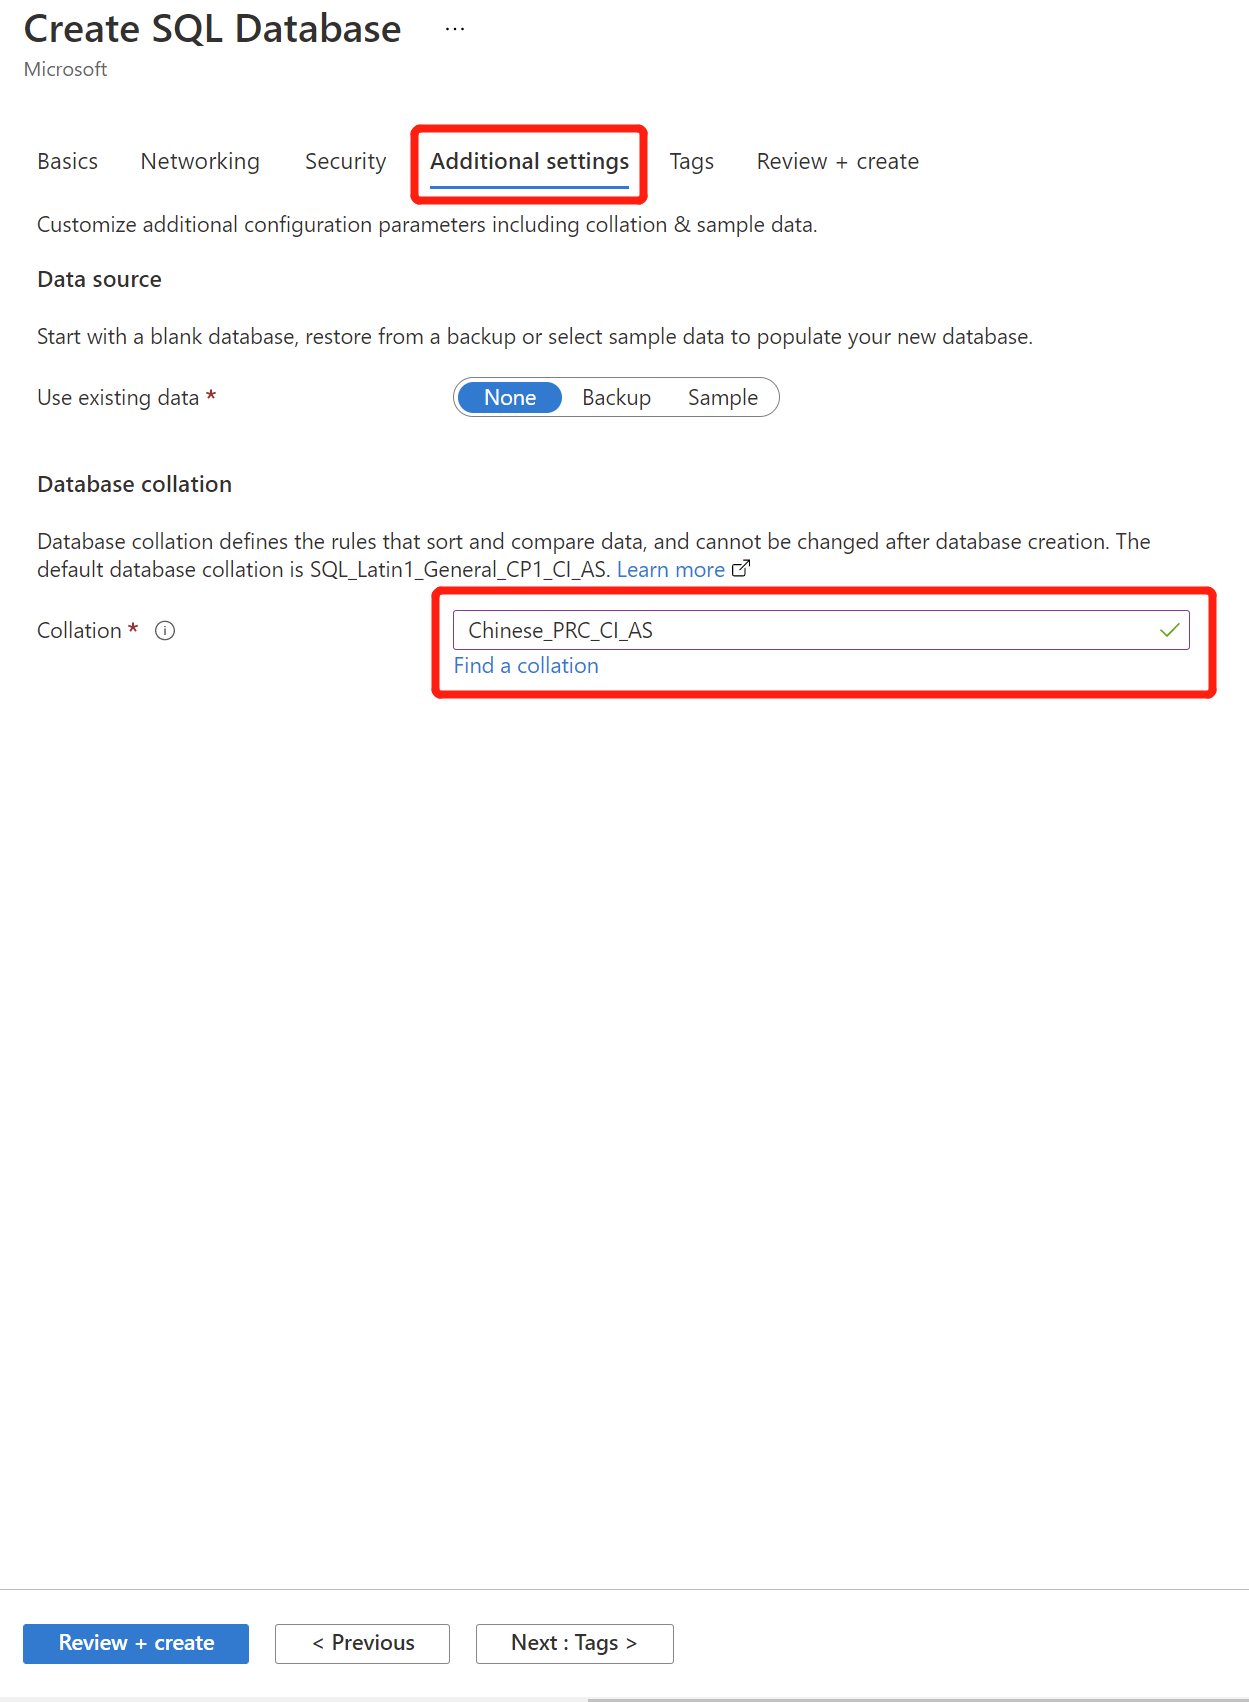 Create SQL Database ...
Microsoft
Basics Networking Security Additional settings Tags Review + create
Customize additional configuration parameters including collation & sample data.
Data source
Start with a blank database, restore from a backup or select sample data to populate your new database.
Use existing data * None Backup Sample
Database collation
Database collation defines the rules that sort and compare data, and cannot be changed after database creation. The
default database collation is SQL_Latin1_General_CP1_CI_AS. Learn more
Collation * Chinese_PRC_CI_AS
Find a collation
Review + create < Previous Next : Tags >